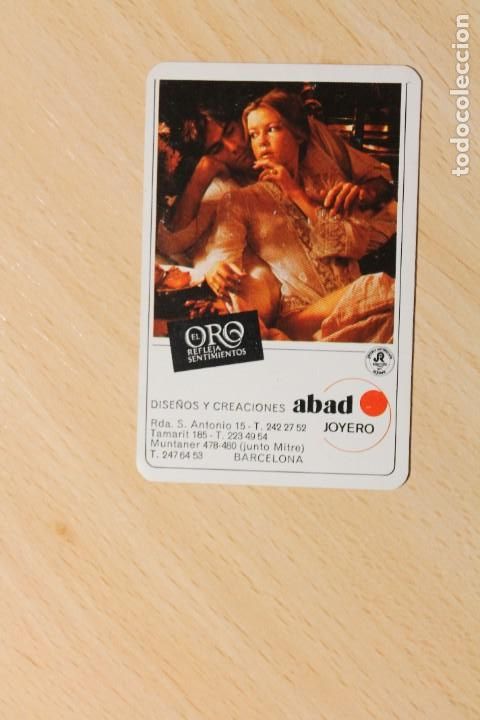 EL
ORO
REFLEJA
SENTIMIENTOS
JR
DISEÑOS Y CREACIONES abad
JOYERO
Rda. S. Antonio 15 - T. 242 27 52
Tamarit 185 - T. 223 49 54
Muntaner 478-480 (junto Mitre)
T. 247 64 53 BARCELONA
todocoleccion